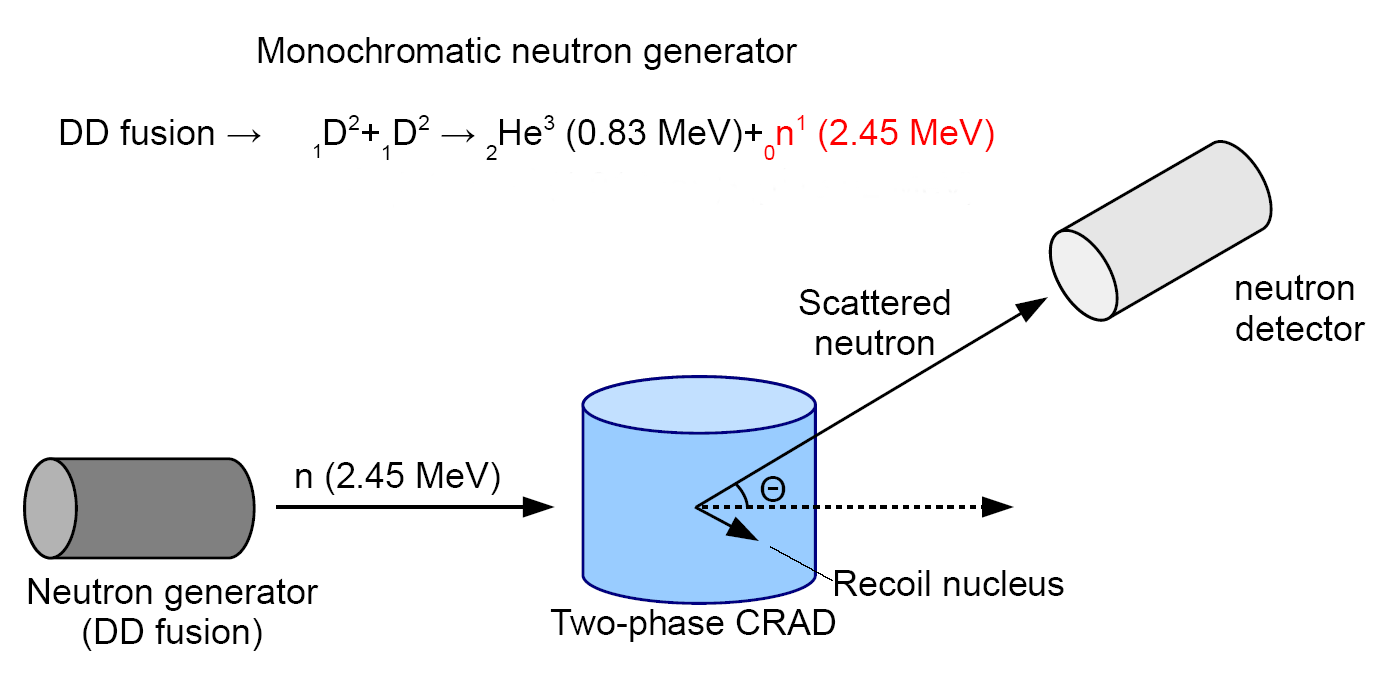 Monochromatic neutron generator
DD fusion → ₁D²+₁D² → ₂He³ (0.83 MeV)+₀n¹ (2.45 MeV)
Scattered
neutron
neutron
detector
n (2.45 MeV)
Θ
Recoil nucleus
Neutron generator
(DD fusion)
Two-phase CRAD